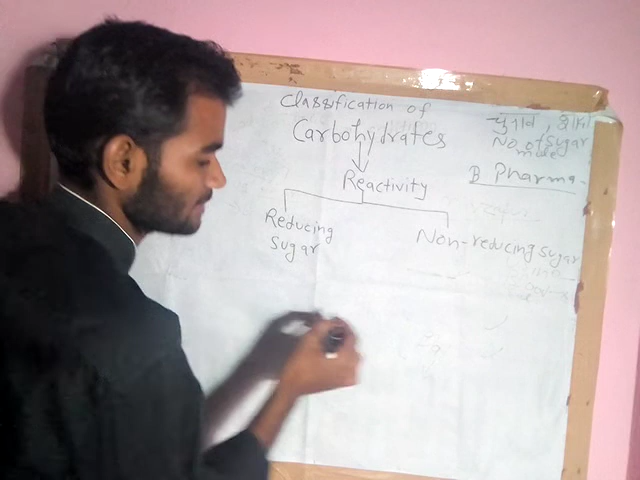 Classification of
Carbohydrates
Reactivity
Reducing
sugar
Non-reducing sugar
No of sugar
B Pharma.